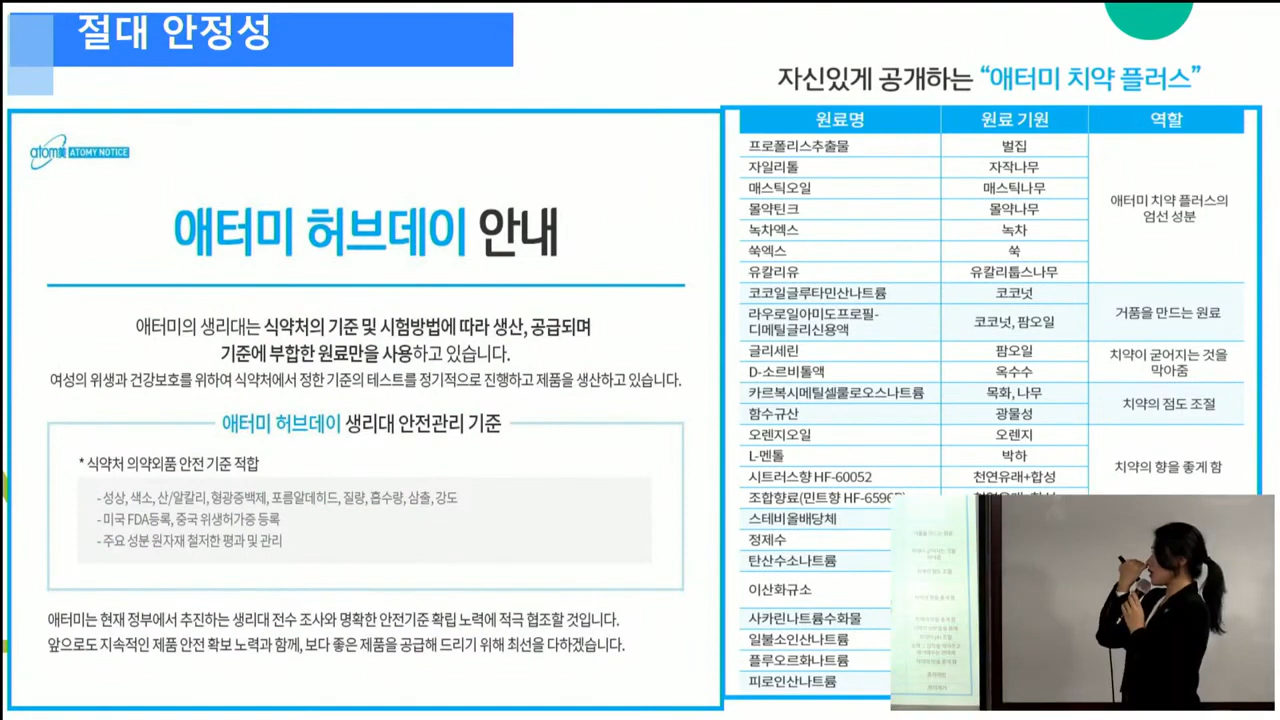 절대 안정성
atom美 ATOMY NOTICE
애터미 허브데이 안내
애터미의 생리대는 식약처의 기준 및 시험방법에 따라 생산, 공급되며
기준에 부합한 원료만을 사용하고 있습니다.
여성의 위생과 건강보호를 위하여 식약처에서 정한 기준의 테스트를 정기적으로 진행하고 제품을 생산하고 있습니다.
애터미 허브데이 생리대 안전관리 기준
* 식약처 의약외품 안전 기준 적합
- 성상, 색소, 산/알칼리, 형광증백제, 포름알데히드, 질량, 흡수량, 삼출, 강도
- 미국 FDA등록, 중국 위생허가증 등록
- 주요 성분 원자재 철저한 평과 및 관리
애터미는 현재 정부에서 추진하는 생리대 전수 조사와 명확한 안전기준 확립 노력에 적극 협조할 것입니다.
앞으로도 지속적인 제품 안전 확보 노력과 함께, 보다 좋은 제품을 공급해 드리기 위해 최선을 다하겠습니다.
자신있게 공개하는 “애터미 치약 플러스”
원료명 원료 기원 역할
프로폴리스추출물 벌집
자일리톨 자작나무
매스틱오일 매스틱나무
몰약틴크 몰약나무
애터미 치약 플러스의
엄선 성분
녹차엑스 녹차
쑥엑스 쑥
유칼리유 유칼립툽스나무
코코일글루타민산나트륨 코코넛
거품을 만드는 원료
라우로일아미도프로필-
디메틸글리신용액 코코넛, 팜오일
글리세린 팜오일
치약이 굳어지는 것을
막아줌
D-소르비톨액 옥수수
카르복시메틸셀룰로오스나트륨 목화, 나무
치약의 점도 조절
함수규산 광물성
오렌지오일 오렌지
L-멘톨 박하
치약의 향을 좋게 함
시트러스향 HF-60052 천연유래+합성
조합향료(민트향 HF-6596
스테비올배당체
정제수
탄산수소나트륨
이산화규소
사카린나트륨수화물
일불소인산나트륨
플루오르화나트륨
피로인산나트륨